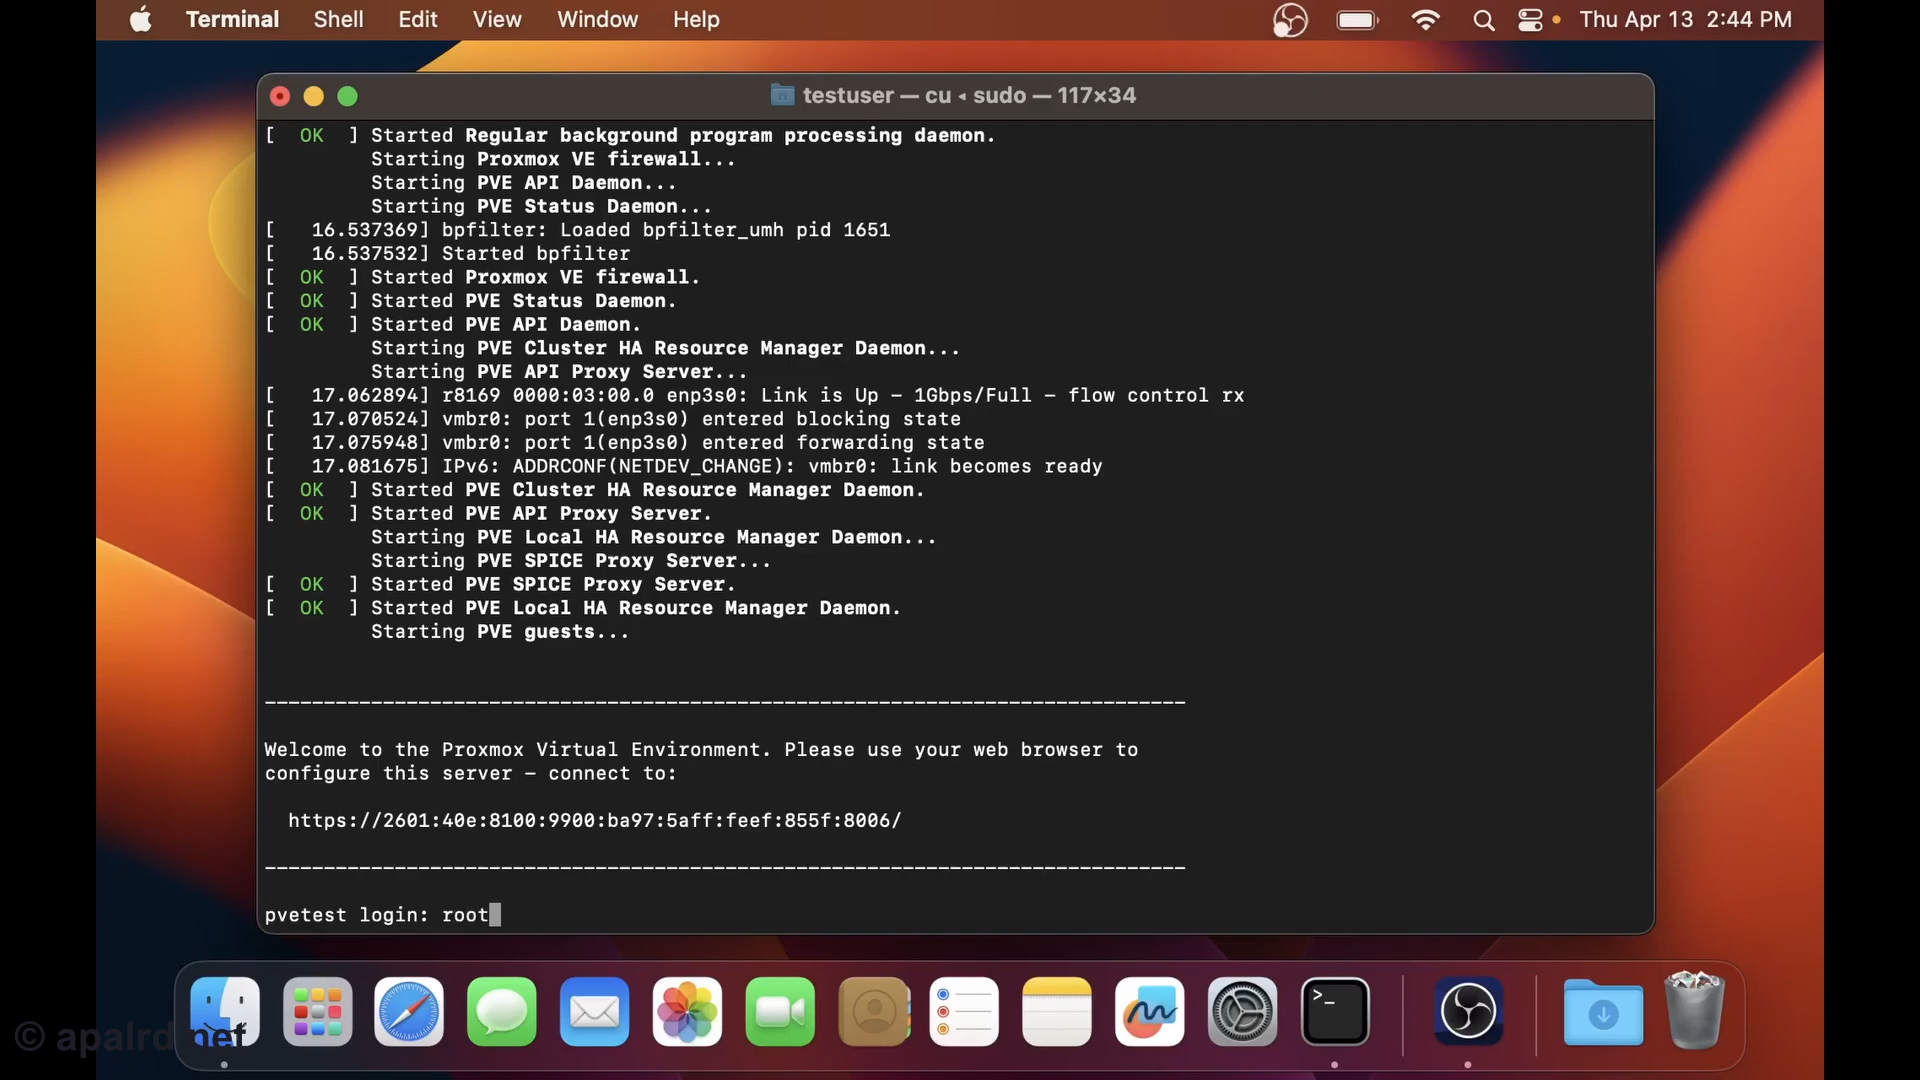 Terminal Shell Edit View Window Help Thu Apr 13 2:44 PM
testuser — cu ◂ sudo — 117×34
[  OK  ] Started Regular background program processing daemon.
         Starting Proxmox VE firewall...
         Starting PVE API Daemon...
         Starting PVE Status Daemon...
[   16.537369] bpfilter: Loaded bpfilter_umh pid 1651
[   16.537532] Started bpfilter
[  OK  ] Started Proxmox VE firewall.
[  OK  ] Started PVE Status Daemon.
[  OK  ] Started PVE API Daemon.
         Starting PVE Cluster HA Resource Manager Daemon...
         Starting PVE API Proxy Server...
[   17.062894] r8169 0000:03:00.0 enp3s0: Link is Up - 1Gbps/Full - flow control rx
[   17.070524] vmbr0: port 1(enp3s0) entered blocking state
[   17.075948] vmbr0: port 1(enp3s0) entered forwarding state
[   17.081675] IPv6: ADDRCONF(NETDEV_CHANGE): vmbr0: link becomes ready
[  OK  ] Started PVE Cluster HA Resource Manager Daemon.
[  OK  ] Started PVE API Proxy Server.
         Starting PVE Local HA Resource Manager Daemon...
         Starting PVE SPICE Proxy Server...
[  OK  ] Started PVE SPICE Proxy Server.
[  OK  ] Started PVE Local HA Resource Manager Daemon.
         Starting PVE guests...
------------------------------------------------------------------------------
Welcome to the Proxmox Virtual Environment. Please use your web browser to
configure this server - connect to:
  https://2601:40e:8100:9900:ba97:5aff:feef:855f:8006/
------------------------------------------------------------------------------
pvetest login: root
>_
© apalrd.net